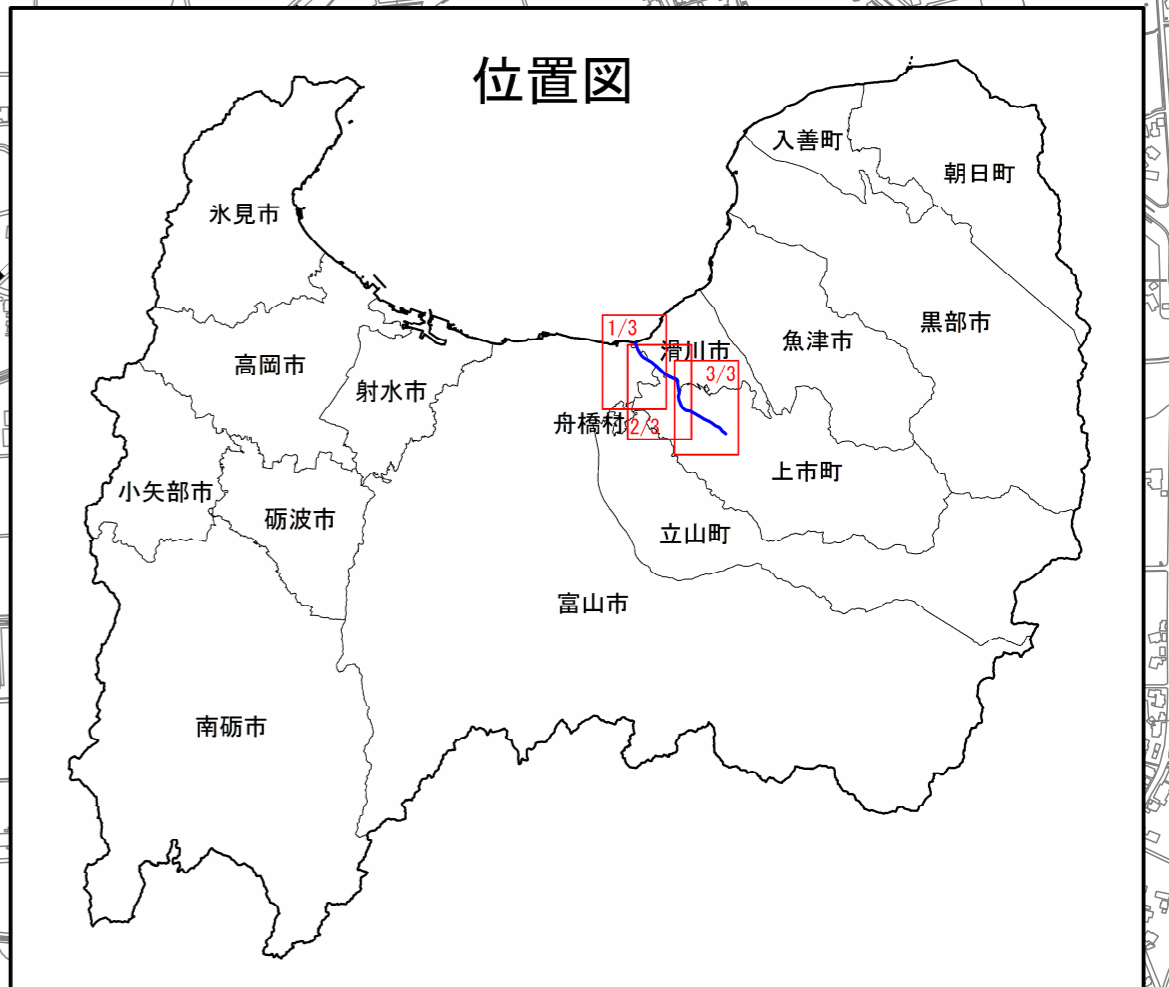 位置図
入善町
朝日町
氷見市
黒部市
1/3
魚津市
滑川市
高岡市
3/3
射水市
舟橋村
2/3
上市町
小矢部市
砺波市
立山町
富山市
南砺市